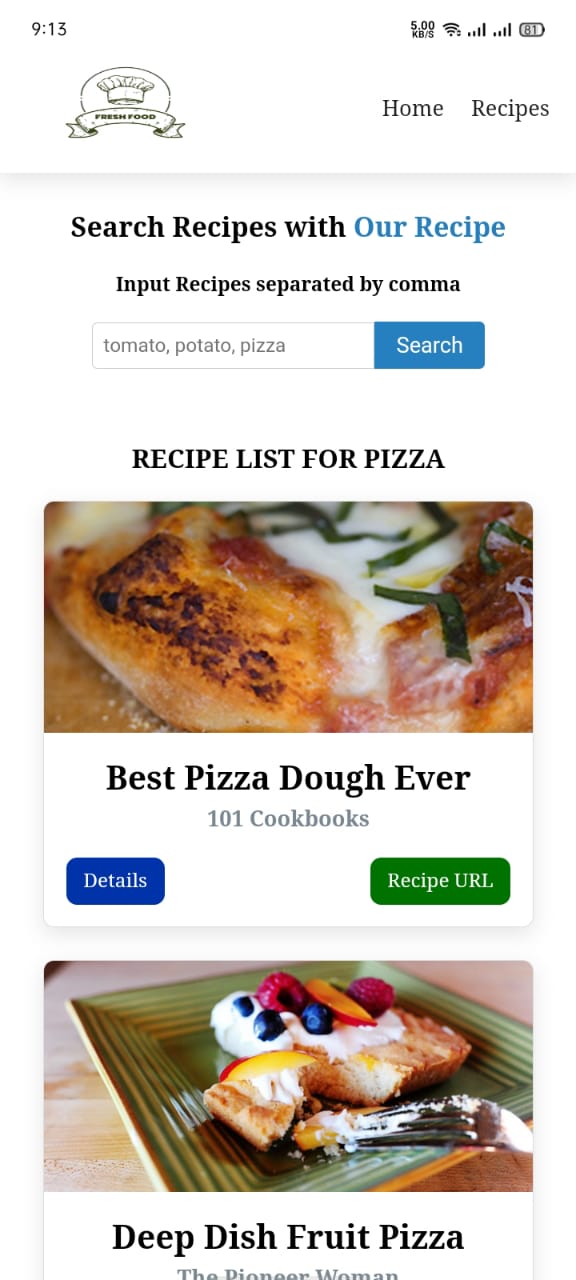 9:13
5.00
KB/S
81
FRESH FOOD
Home
Recipes
Search Recipes with Our Recipe
Input Recipes separated by comma
tomato, potato, pizza
Search
RECIPE LIST FOR PIZZA
Best Pizza Dough Ever
101 Cookbooks
Details
Recipe URL
Deep Dish Fruit Pizza
The Pioneer Woman